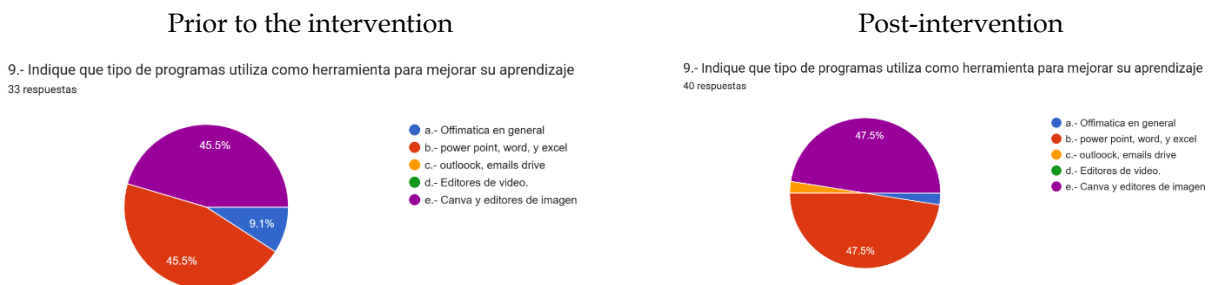 Prior to the intervention
9.- Indique que tipo de programas utiliza como herramienta para mejorar su aprendizaje
33 respuestas
45.5%
9.1%
45.5%
a.- Offimatica en general
b.- power point, word, y excel
c.- outloock, emails drive
d.- Editores de video.
e.- Canva y editores de imagen
Post-intervention
9.- Indique que tipo de programas utiliza como herramienta para mejorar su aprendizaje
40 respuestas
47.5%
47.5%
a.- Offimatica en general
b.- power point, word, y excel
c.- outloock, emails drive
d.- Editores de video.
e.- Canva y editores de imagen